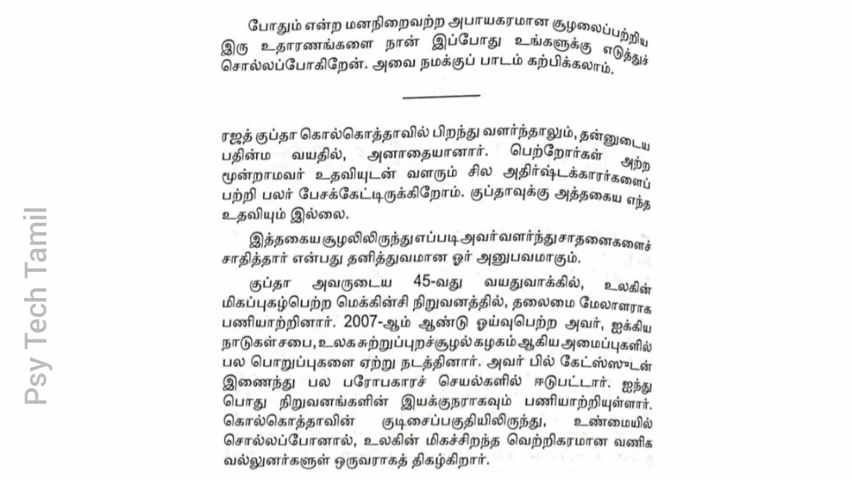 போதும் என்ற மனநிறைவற்ற அபாயகரமான சூழலைப்பற்றிய
இரு உதாரணங்களை நான் இப்போது உங்களுக்கு எடுத்துச்
சொல்லப்போகிறேன். அவை நமக்குப் பாடம் கற்பிக்கலாம்.
ரஜத் குப்தா கொல்கொத்தாவில் பிறந்து வளர்ந்தாலும், தன்னுடைய
பதின்ம வயதில், அனாதையானார். பெற்றோர்கள் அற்ற
மூன்றாமவர் உதவியுடன் வளரும் சில அதிர்ஷ்டக்காரர்களைப்
பற்றி பலர் பேசக்கேட்டிருக்கிறோம். குப்தாவுக்கு அத்தகைய எந்த
உதவியும் இல்லை.
இத்தகைய சூழலிலிருந்து எப்படி அவர் வளர்ந்து சாதனைகளைச்
சாதித்தார் என்பது தனித்துவமான ஓர் அனுபவமாகும்.
குப்தா அவருடைய 45-வது வயதுவாக்கில், உலகின்
மிகப்புகழ்பெற்ற மெக்கின்சி நிறுவனத்தில், தலைமை மேலாளராக
பணியாற்றினார். 2007-ஆம் ஆண்டு ஓய்வுபெற்ற அவர், ஐக்கிய
நாடுகள் சபை, உலக சுற்றுப்புறச்சூழல் கழகம் ஆகிய அமைப்புகளில்
பல பொறுப்புகளை ஏற்று நடத்தினார். அவர் பில் கேட்ஸ்ஸுடன்
இணைந்து பல பரோபகாரச் செயல்களில் ஈடுபட்டார். ஐந்து
பொது நிறுவனங்களின் இயக்குநராகவும் பணியாற்றியுள்ளார்.
கொல்கொத்தாவின் குடிசைப்பகுதியிலிருந்து, உண்மையில்
சொல்லப்போனால், உலகின் மிகச்சிறந்த வெற்றிகரமான வணிக
வல்லுனர்களுள் ஒருவராகத் திகழ்கிறார்.
Psy Tech Tamil